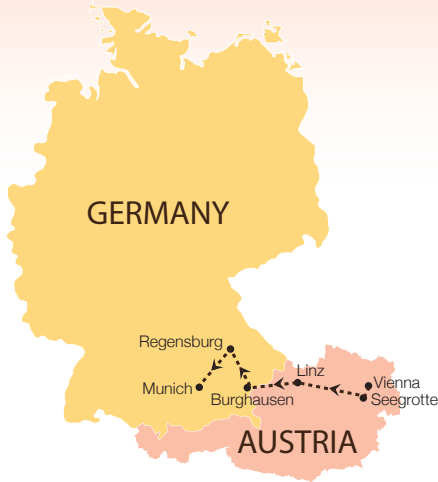 GERMANY
Regensburg
Linz
Munich
Vienna
Burghausen
Seegrotte
AUSTRIA